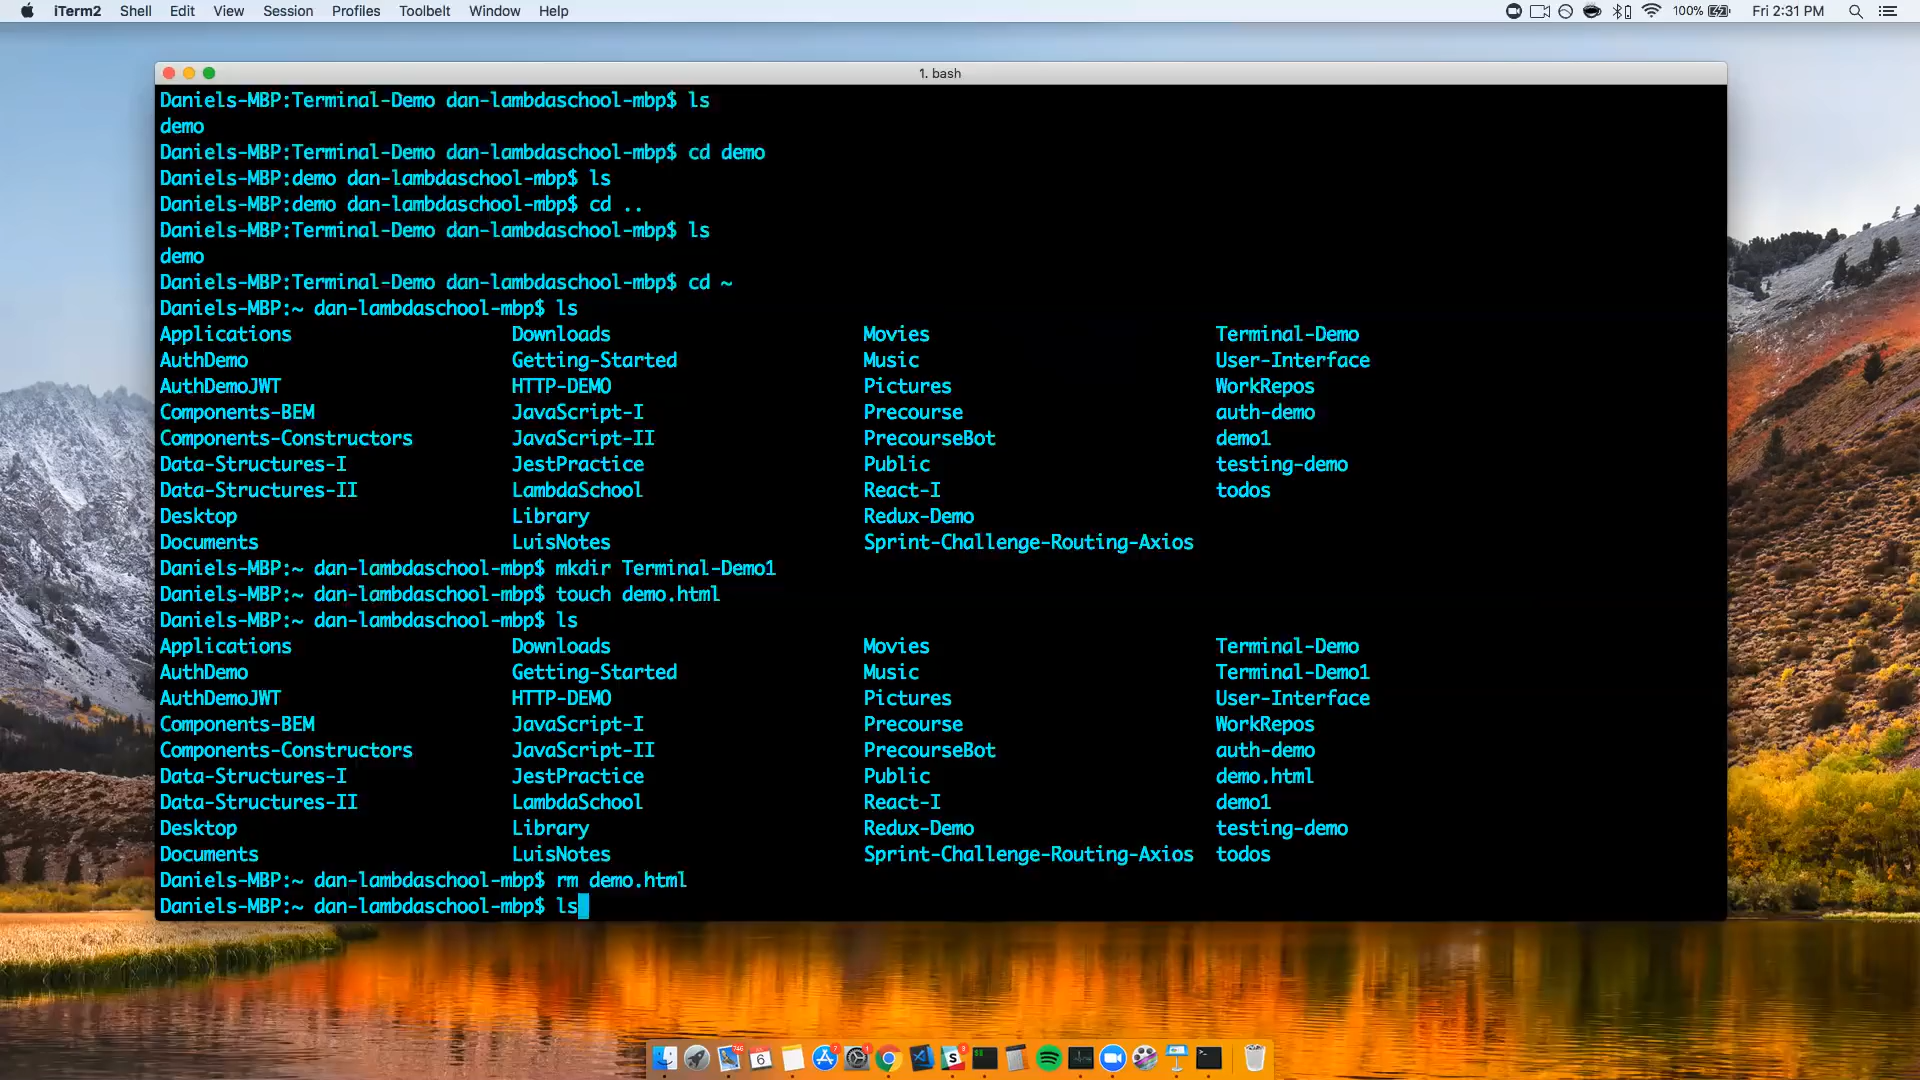 iTerm2 Shell Edit View Session Profiles Toolbelt Window Help 100% Fri 2:31 PM
1. bash
Daniels-MBP:Terminal-Demo dan-lambdaschool-mbp$ ls
demo
Daniels-MBP:Terminal-Demo dan-lambdaschool-mbp$ cd demo
Daniels-MBP:demo dan-lambdaschool-mbp$ ls
Daniels-MBP:demo dan-lambdaschool-mbp$ cd ..
Daniels-MBP:Terminal-Demo dan-lambdaschool-mbp$ ls
demo
Daniels-MBP:Terminal-Demo dan-lambdaschool-mbp$ cd ~
Daniels-MBP:~ dan-lambdaschool-mbp$ ls
Applications Downloads Movies Terminal-Demo
AuthDemo Getting-Started Music User-Interface
AuthDemoJWT HTTP-DEMO Pictures WorkRepos
Components-BEM JavaScript-I Precourse auth-demo
Components-Constructors JavaScript-II PrecourseBot demo1
Data-Structures-I JestPractice Public testing-demo
Data-Structures-II LambdaSchool React-I todos
Desktop Library Redux-Demo
Documents LuisNotes Sprint-Challenge-Routing-Axios
Daniels-MBP:~ dan-lambdaschool-mbp$ mkdir Terminal-Demo1
Daniels-MBP:~ dan-lambdaschool-mbp$ touch demo.html
Daniels-MBP:~ dan-lambdaschool-mbp$ ls
Applications Downloads Movies Terminal-Demo
AuthDemo Getting-Started Music Terminal-Demo1
AuthDemoJWT HTTP-DEMO Pictures User-Interface
Components-BEM JavaScript-I Precourse WorkRepos
Components-Constructors JavaScript-II PrecourseBot auth-demo
Data-Structures-I JestPractice Public demo.html
Data-Structures-II LambdaSchool React-I demo1
Desktop Library Redux-Demo testing-demo
Documents LuisNotes Sprint-Challenge-Routing-Axios todos
Daniels-MBP:~ dan-lambdaschool-mbp$ rm demo.html
Daniels-MBP:~ dan-lambdaschool-mbp$ ls
6